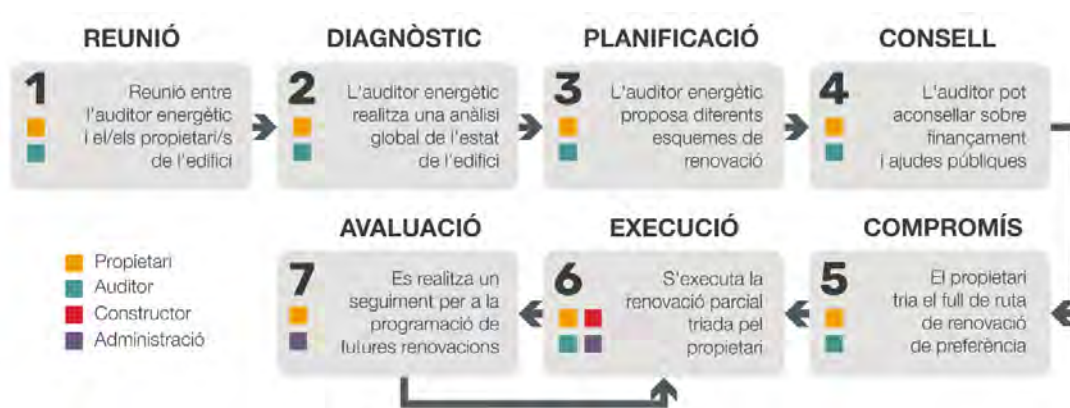 REUNIÓ
1
Reunió entre
l'auditor energètic
i el/els propietari/s
de l'edifici
DIAGNÒSTIC
2
L'auditor energètic
realitza una anàlisi
global de l'estat
de l'edifici
PLANIFICACIÓ
3
L'auditor energètic
proposa diferents
esquemes de
renovació
CONSELL
4
L'auditor pot
aconsellar sobre
finançament
i ajudes públiques
COMPROMÍS
5
El propietari
tria el full de ruta
de renovació
de preferència
EXECUCIÓ
6
S'executa la
renovació parcial
triada pel
propietari
AVALUACIÓ
7
Es realitza un
seguiment per a la
programació de
futures renovacions
Propietari
Auditor
Constructor
Administració